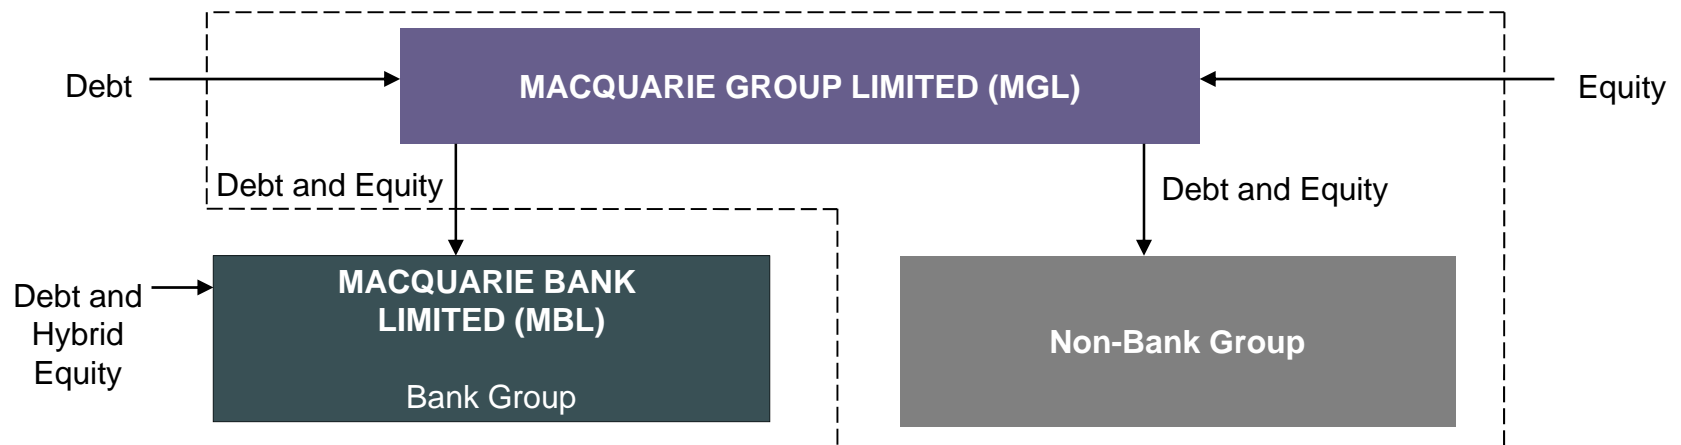 Debt
MACQUARIE GROUP LIMITED (MGL)
Equity
Debt and Equity
Debt and Equity
Debt and
Hybrid
Equity
MACQUARIE BANK
LIMITED (MBL)
Bank Group
Non-Bank Group